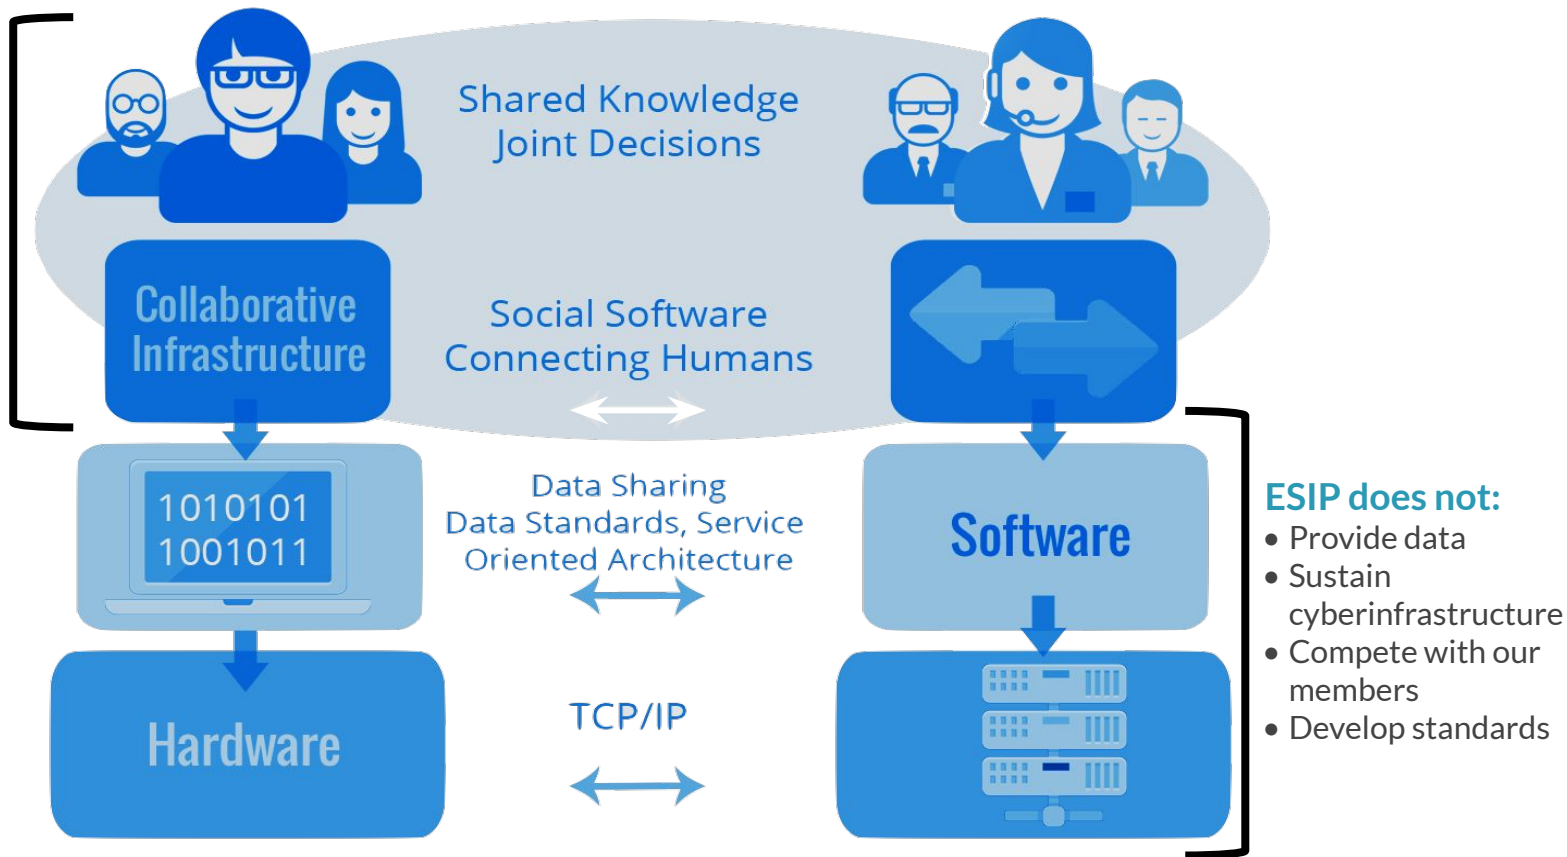 Shared Knowledge
Joint Decisions
Collaborative
Infrastructure
Social Software
Connecting Humans
1010101
1001011
Data Sharing
Data Standards, Service
Oriented Architecture
Software
Hardware
TCP/IP
ESIP does not:
• Provide data
• Sustain
cyberinfrastructure
• Compete with our
members
• Develop standards